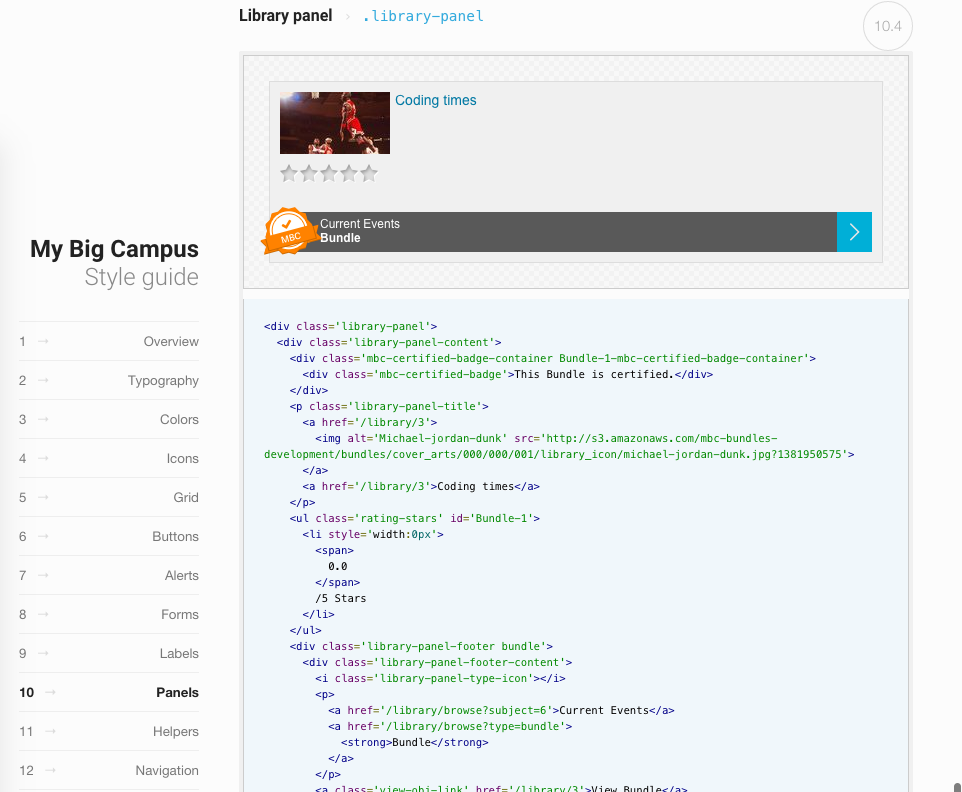 Library panel › .library-panel
10.4
Coding times
MBC
Current Events
Bundle
My Big Campus
Style guide
1 → Overview
2 → Typography
3 → Colors
4 → Icons
5 → Grid
6 → Buttons
7 → Alerts
8 → Forms
9 → Labels
10 → Panels
11 → Helpers
12 → Navigation
<div class='library-panel'>
<div class='library-panel-content'>
<div class='mbc-certified-badge-container Bundle-1-mbc-certified-badge-container'>
<div class='mbc-certified-badge'>This Bundle is certified.</div>
</div>
<p class='library-panel-title'>
<a href='/library/3'>
<img alt='Michael-jordan-dunk' src='http://s3.amazonaws.com/mbc-bundles-
development/bundles/cover_arts/000/000/001/library_icon/michael-jordan-dunk.jpg?1381950575'>
</a>
<a href='/library/3'>Coding times</a>
</p>
<ul class='rating-stars' id='Bundle-1'>
<li style='width:0px'>
<span>
0.0
</span>
/5 Stars
</li>
</ul>
<div class='library-panel-footer bundle'>
<div class='library-panel-footer-content'>
<i class='library-panel-type-icon'></i>
<p>
<a href='/library/browse?subject=6'>Current Events</a>
<a href='/library/browse?type=bundle'>
<strong>Bundle</strong>
</a>
</p>
<a class='view-obj-link' href='/library/3'>View Bundle</a>